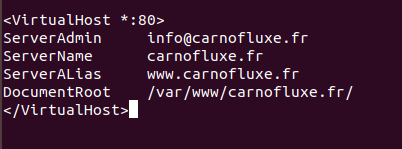 <VirtualHost *:80>
ServerAdmin     info@carnofluxe.fr
ServerName      carnofluxe.fr
ServerALias     www.carnofluxe.fr
DocumentRoot    /var/www/carnofluxe.fr/
</VirtualHost>